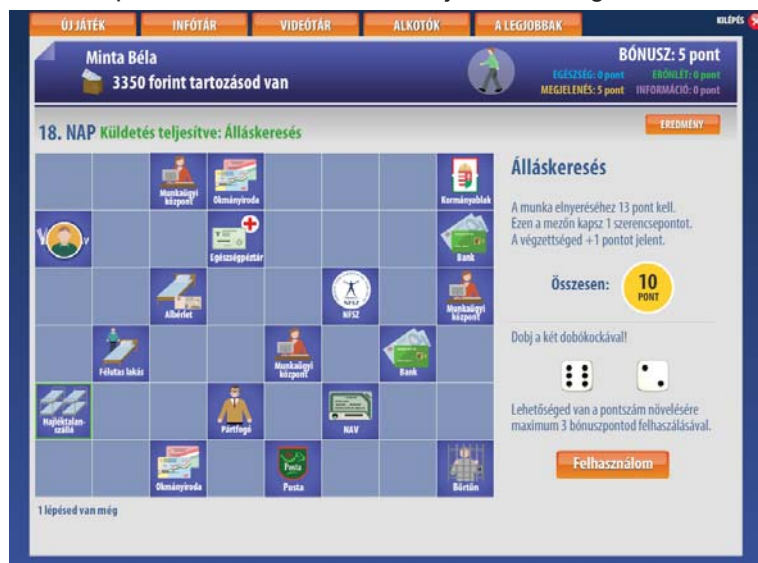 ÚJ JÁTÉK INFÓTÁR VIDEÓTÁR ALKOTÓK A LEGJOBBAK KILÉPÉS
Minta Béla
3350 forint tartozásod van
BÓNUSZ: 5 pont
EGÉSZSÉG: 0 pont ERŐNLÉT: 0 pont
MEGJELENÉS: 5 pont INFORMÁCIÓ: 0 pont
18. NAP Küldetés teljesítve: Álláskeresés
EREDMÉNY
Munkaügyi központ
Okmányiroda
Kormányablak
Egészségpéztár
Bank
Albérlet
NFSZ
Munkaügyi központ
Félutas lakás
Munkaügyi központ
Bank
Hajléktalan-
szálló
Pártfogó
NAV
Okmányiroda
Posta
Posta
Börtön
1 lépésed van még
Álláskeresés
A munka elnyeréséhez 13 pont kell.
Ezen a mezőn kapsz 1 szerencsepontot.
A végzettséged +1 pontot jelent.
Összesen: 10
PONT
Dobj a két dobókockával!
Lehetőséged van a pontszám növelésére
maximum 3 bónuszpontod felhaszálásával.
Felhasználom